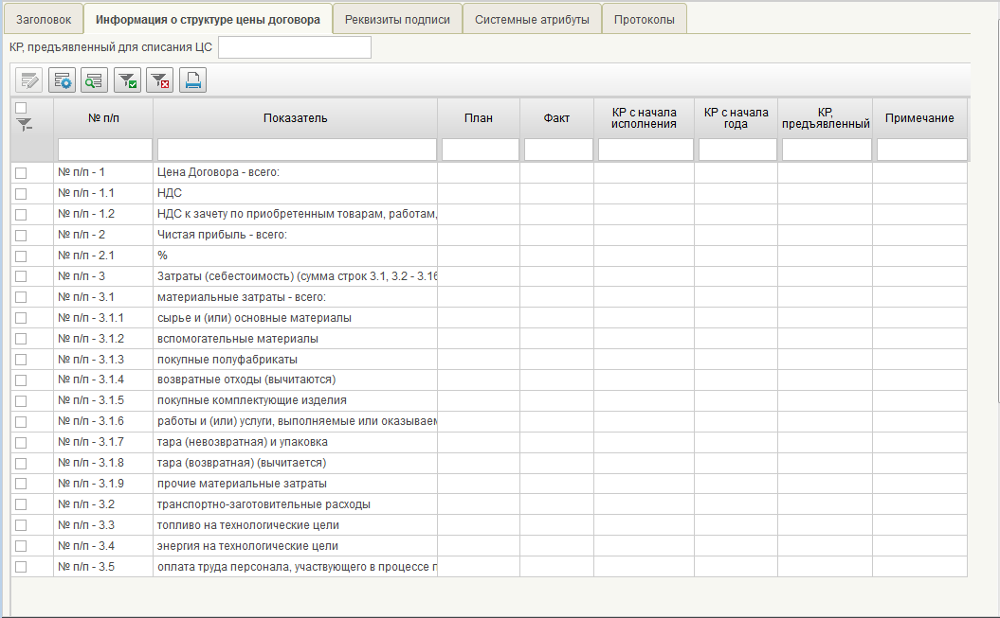 Заголовок Информация о структуре цены договора Реквизиты подписи Системные атрибуты Протоколы
КР, предъявленный для списания ЦС
№ п/п Показатель План Факт КР с начала исполнения КР с начала года КР, предъявленный Примечание
№ п/п - 1 Цена Договора - всего:
№ п/п - 1.1 НДС
№ п/п - 1.2 НДС к зачету по приобретенным товарам, работам,
№ п/п - 2 Чистая прибыль - всего:
№ п/п - 2.1 %
№ п/п - 3 Затраты (себестоимость) (сумма строк 3.1, 3.2 - 3.16
№ п/п - 3.1 материальные затраты - всего:
№ п/п - 3.1.1 сырье и (или) основные материалы
№ п/п - 3.1.2 вспомогательные материалы
№ п/п - 3.1.3 покупные полуфабрикаты
№ п/п - 3.1.4 возвратные отходы (вычитаются)
№ п/п - 3.1.5 покупные комплектующие изделия
№ п/п - 3.1.6 работы и (или) услуги, выполняемые или оказываем
№ п/п - 3.1.7 тара (невозвратная) и упаковка
№ п/п - 3.1.8 тара (возвратная) (вычитается)
№ п/п - 3.1.9 прочие материальные затраты
№ п/п - 3.2 транспортно-заготовительные расходы
№ п/п - 3.3 топливо на технологические цели
№ п/п - 3.4 энергия на технологические цели
№ п/п - 3.5 оплата труда персонала, участвующего в процессе п